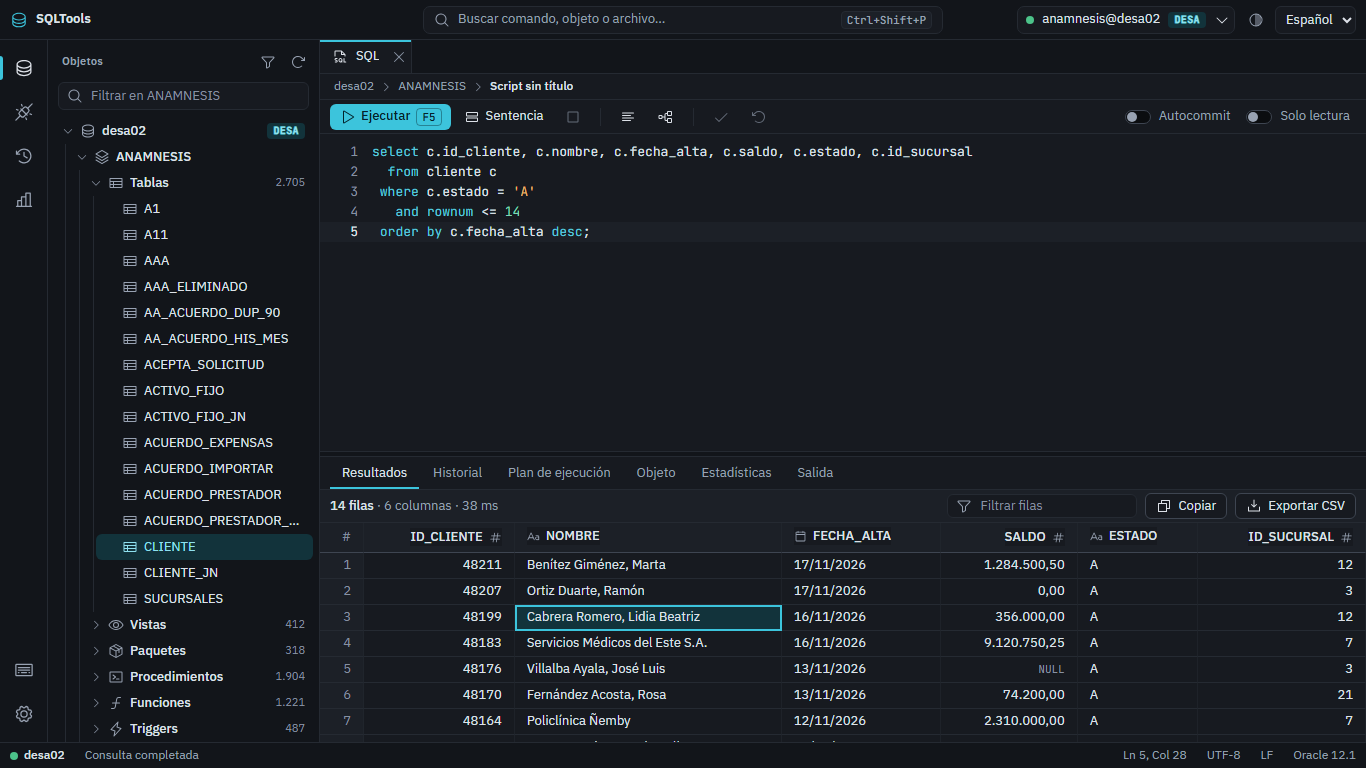 SQLTools
Buscar comando, objeto o archivo... Ctrl+Shift+P
anamnesis@desa02 DESA
Español
Objetos
Filtrar en ANAMNESIS
desa02 DESA
ANAMNESIS
Tablas 2.705
A1
A11
AAA
AAA_ELIMINADO
AA_ACUERDO_DUP_90
AA_ACUERDO_HIS_MES
ACEPTA_SOLICITUD
ACTIVO_FIJO
ACTIVO_FIJO_JN
ACUERDO_EXPENSAS
ACUERDO_IMPORTAR
ACUERDO_PRESTADOR
ACUERDO_PRESTADOR_...
CLIENTE
CLIENTE_JN
SUCURSALES
Vistas 412
Paquetes 318
Procedimientos 1.904
Funciones 1.221
Triggers 487
SQL
desa02 > ANAMNESIS > Script sin título
Ejecutar F5 Sentencia
Autocommit Solo lectura
1 select c.id_cliente, c.nombre, c.fecha_alta, c.saldo, c.estado, c.id_sucursal
2 from cliente c
3 where c.estado = 'A'
4 and rownum <= 14
5 order by c.fecha_alta desc;
Resultados Historial Plan de ejecución Objeto Estadísticas Salida
14 filas · 6 columnas · 38 ms
Filtrar filas Copiar Exportar CSV
# ID_CLIENTE # Aa NOMBRE FECHA_ALTA SALDO # Aa ESTADO ID_SUCURSAL #
1 48211 Benítez Giménez, Marta 17/11/2026 1.284.500,50 A 12
2 48207 Ortiz Duarte, Ramón 17/11/2026 0,00 A 3
3 48199 Cabrera Romero, Lidia Beatriz 16/11/2026 356.000,00 A 12
4 48183 Servicios Médicos del Este S.A. 16/11/2026 9.120.750,25 A 7
5 48176 Villalba Ayala, José Luis 13/11/2026 NULL A 3
6 48170 Fernández Acosta, Rosa 13/11/2026 74.200,00 A 21
7 48164 Policlínica Ñemby 12/11/2026 2.310.000,00 A 7
desa02 Consulta completada
Ln 5, Col 28 UTF-8 LF Oracle 12.1